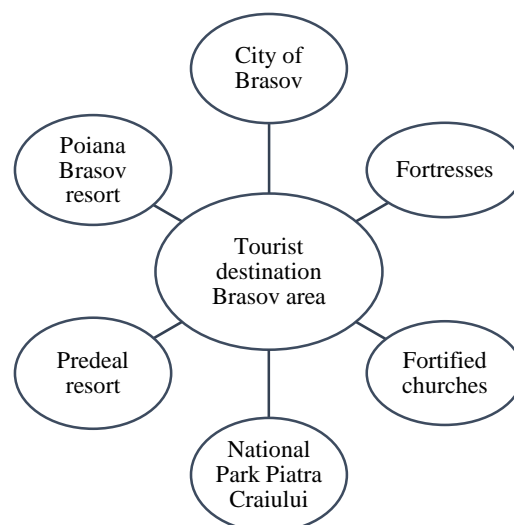 City of
Brasov
Poiana
Brasov
resort
Fortresses
Tourist
destination
Brasov area
Predeal
resort
Fortified
churches
National
Park Piatra
Craiului